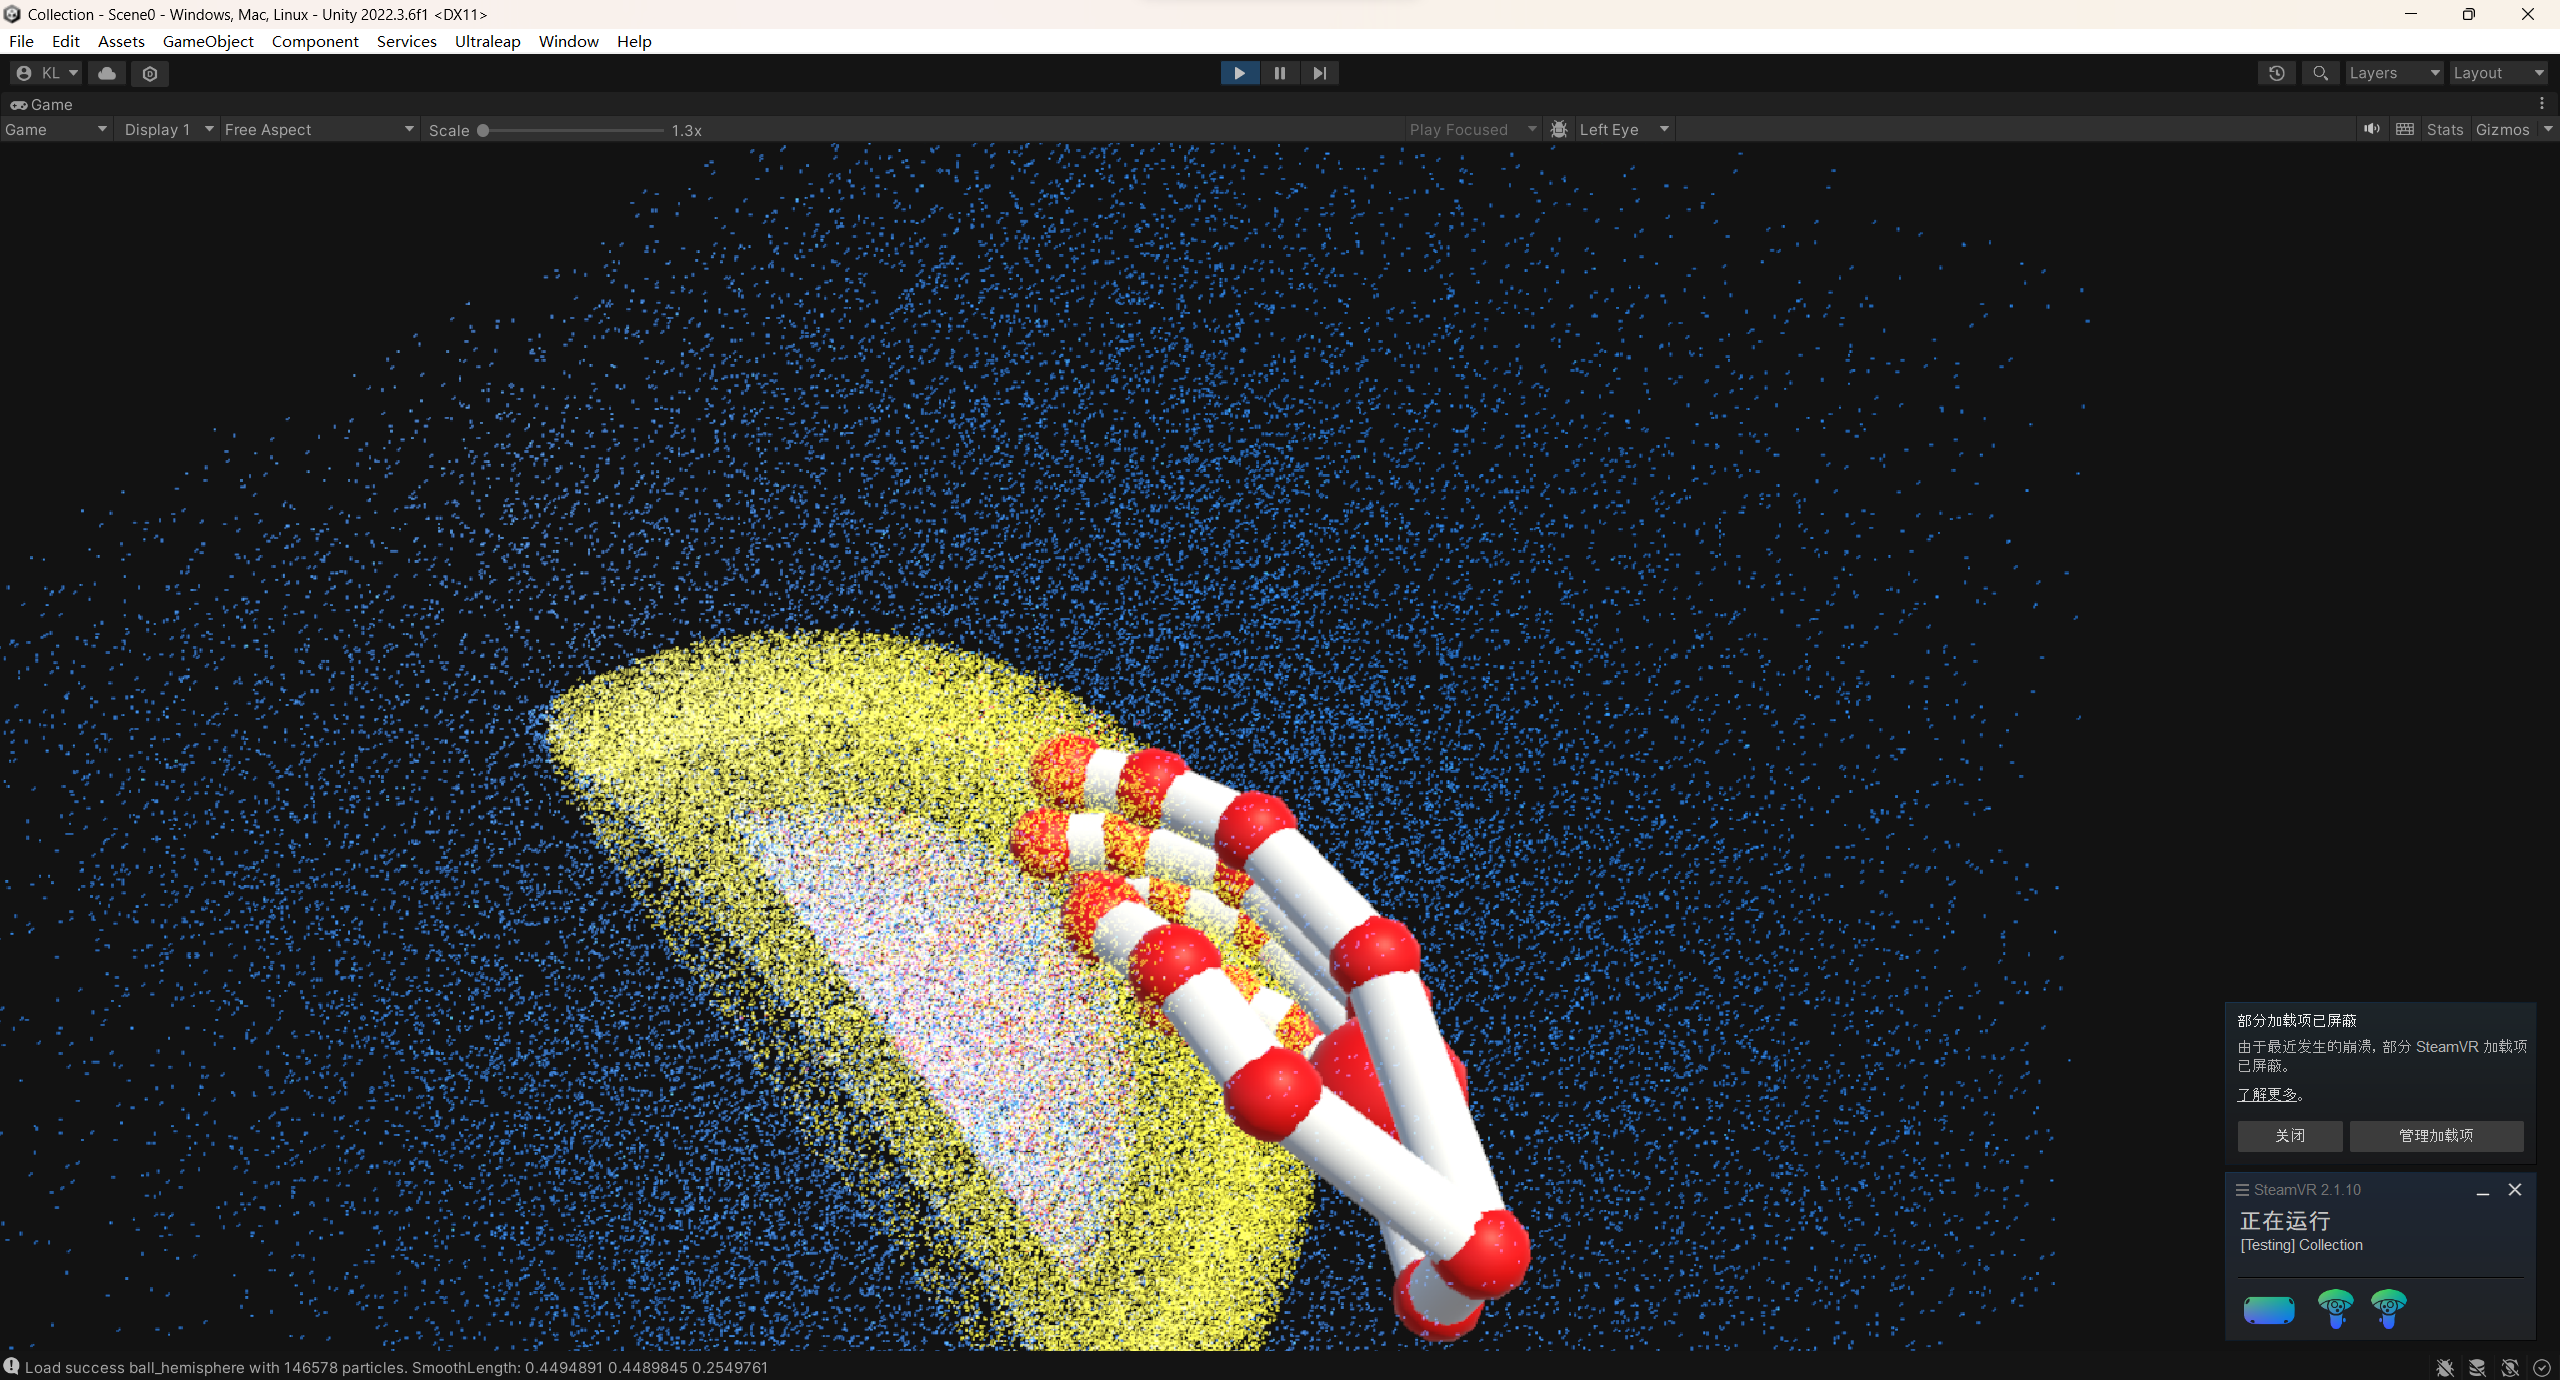 Collection - Scene0 - Windows, Mac, Linux - Unity 2022.3.6f1 <DX11>
File Edit Assets GameObject Component Services Ultraleap Window Help
KL Layers Layout
Game
Game Display 1 Free Aspect Scale 1.3x Play Focused Left Eye Stats Gizmos
部分加载项已屏蔽
由于最近发生的崩溃，部分 SteamVR 加载项
已屏蔽。
了解更多。
关闭 管理加载项
SteamVR 2.1.10
正在运行
[Testing] Collection
Load success ball_hemisphere with 146578 particles. SmoothLength: 0.4494891 0.4489845 0.2549761